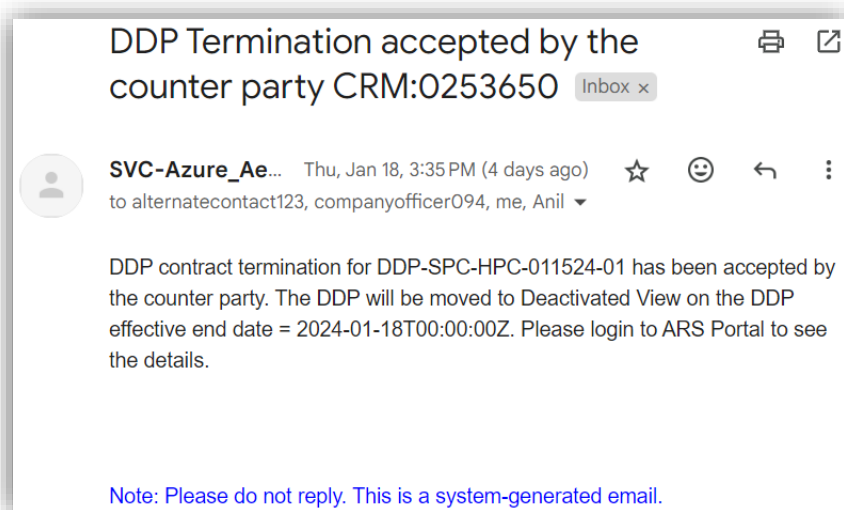 DDP Termination accepted by the
counter party CRM:0253650 Inbox ×
SVC-Azure_Ae... Thu, Jan 18, 3:35 PM (4 days ago)
to alternatecontact123, companyofficer094, me, Anil
DDP contract termination for DDP-SPC-HPC-011524-01 has been accepted by
the counter party. The DDP will be moved to Deactivated View on the DDP
effective end date = 2024-01-18T00:00:00Z. Please login to ARS Portal to see
the details.
Note: Please do not reply. This is a system-generated email.